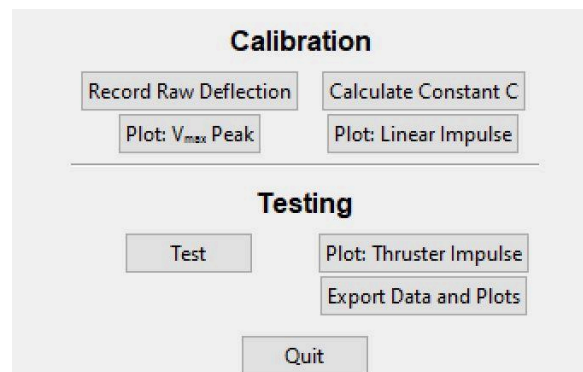 Calibration
Record Raw Deflection
Calculate Constant C
Plot: Vmax Peak
Plot: Linear Impulse
Testing
Test
Plot: Thruster Impulse
Export Data and Plots
Quit